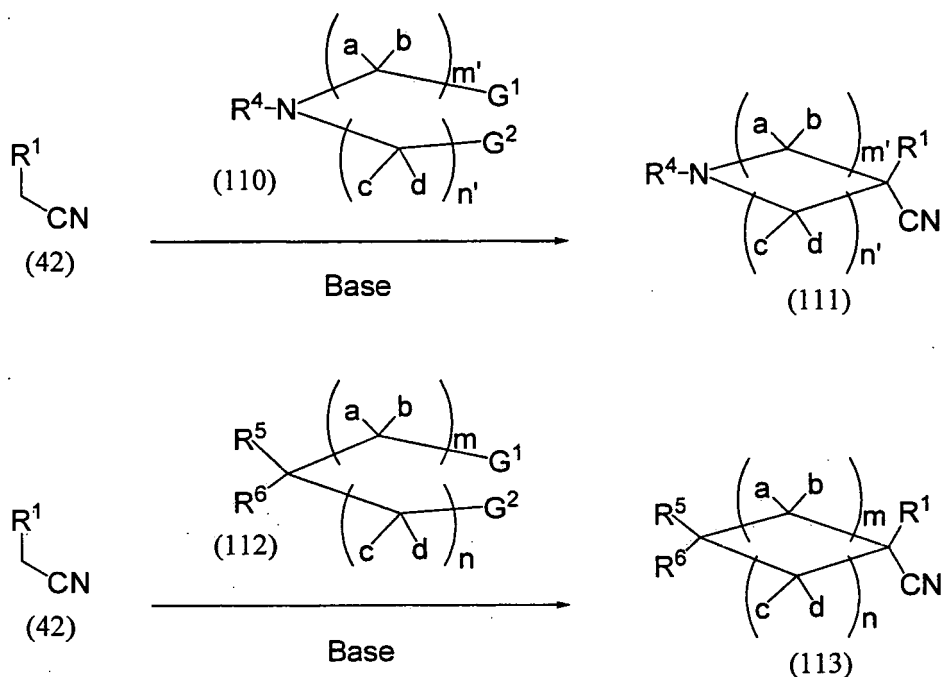 a b
m'
G¹
R⁴-N
G²
c d
n'
(110)
R¹
CN
(42)
Base
a b
m'
R¹
R⁴-N
CN
c d
n'
(111)
a b
m
G¹
R⁵
R⁶
G²
c d
n
(112)
R¹
CN
(42)
Base
a b
m
R¹
R⁵
R⁶
CN
c d
n
(113)